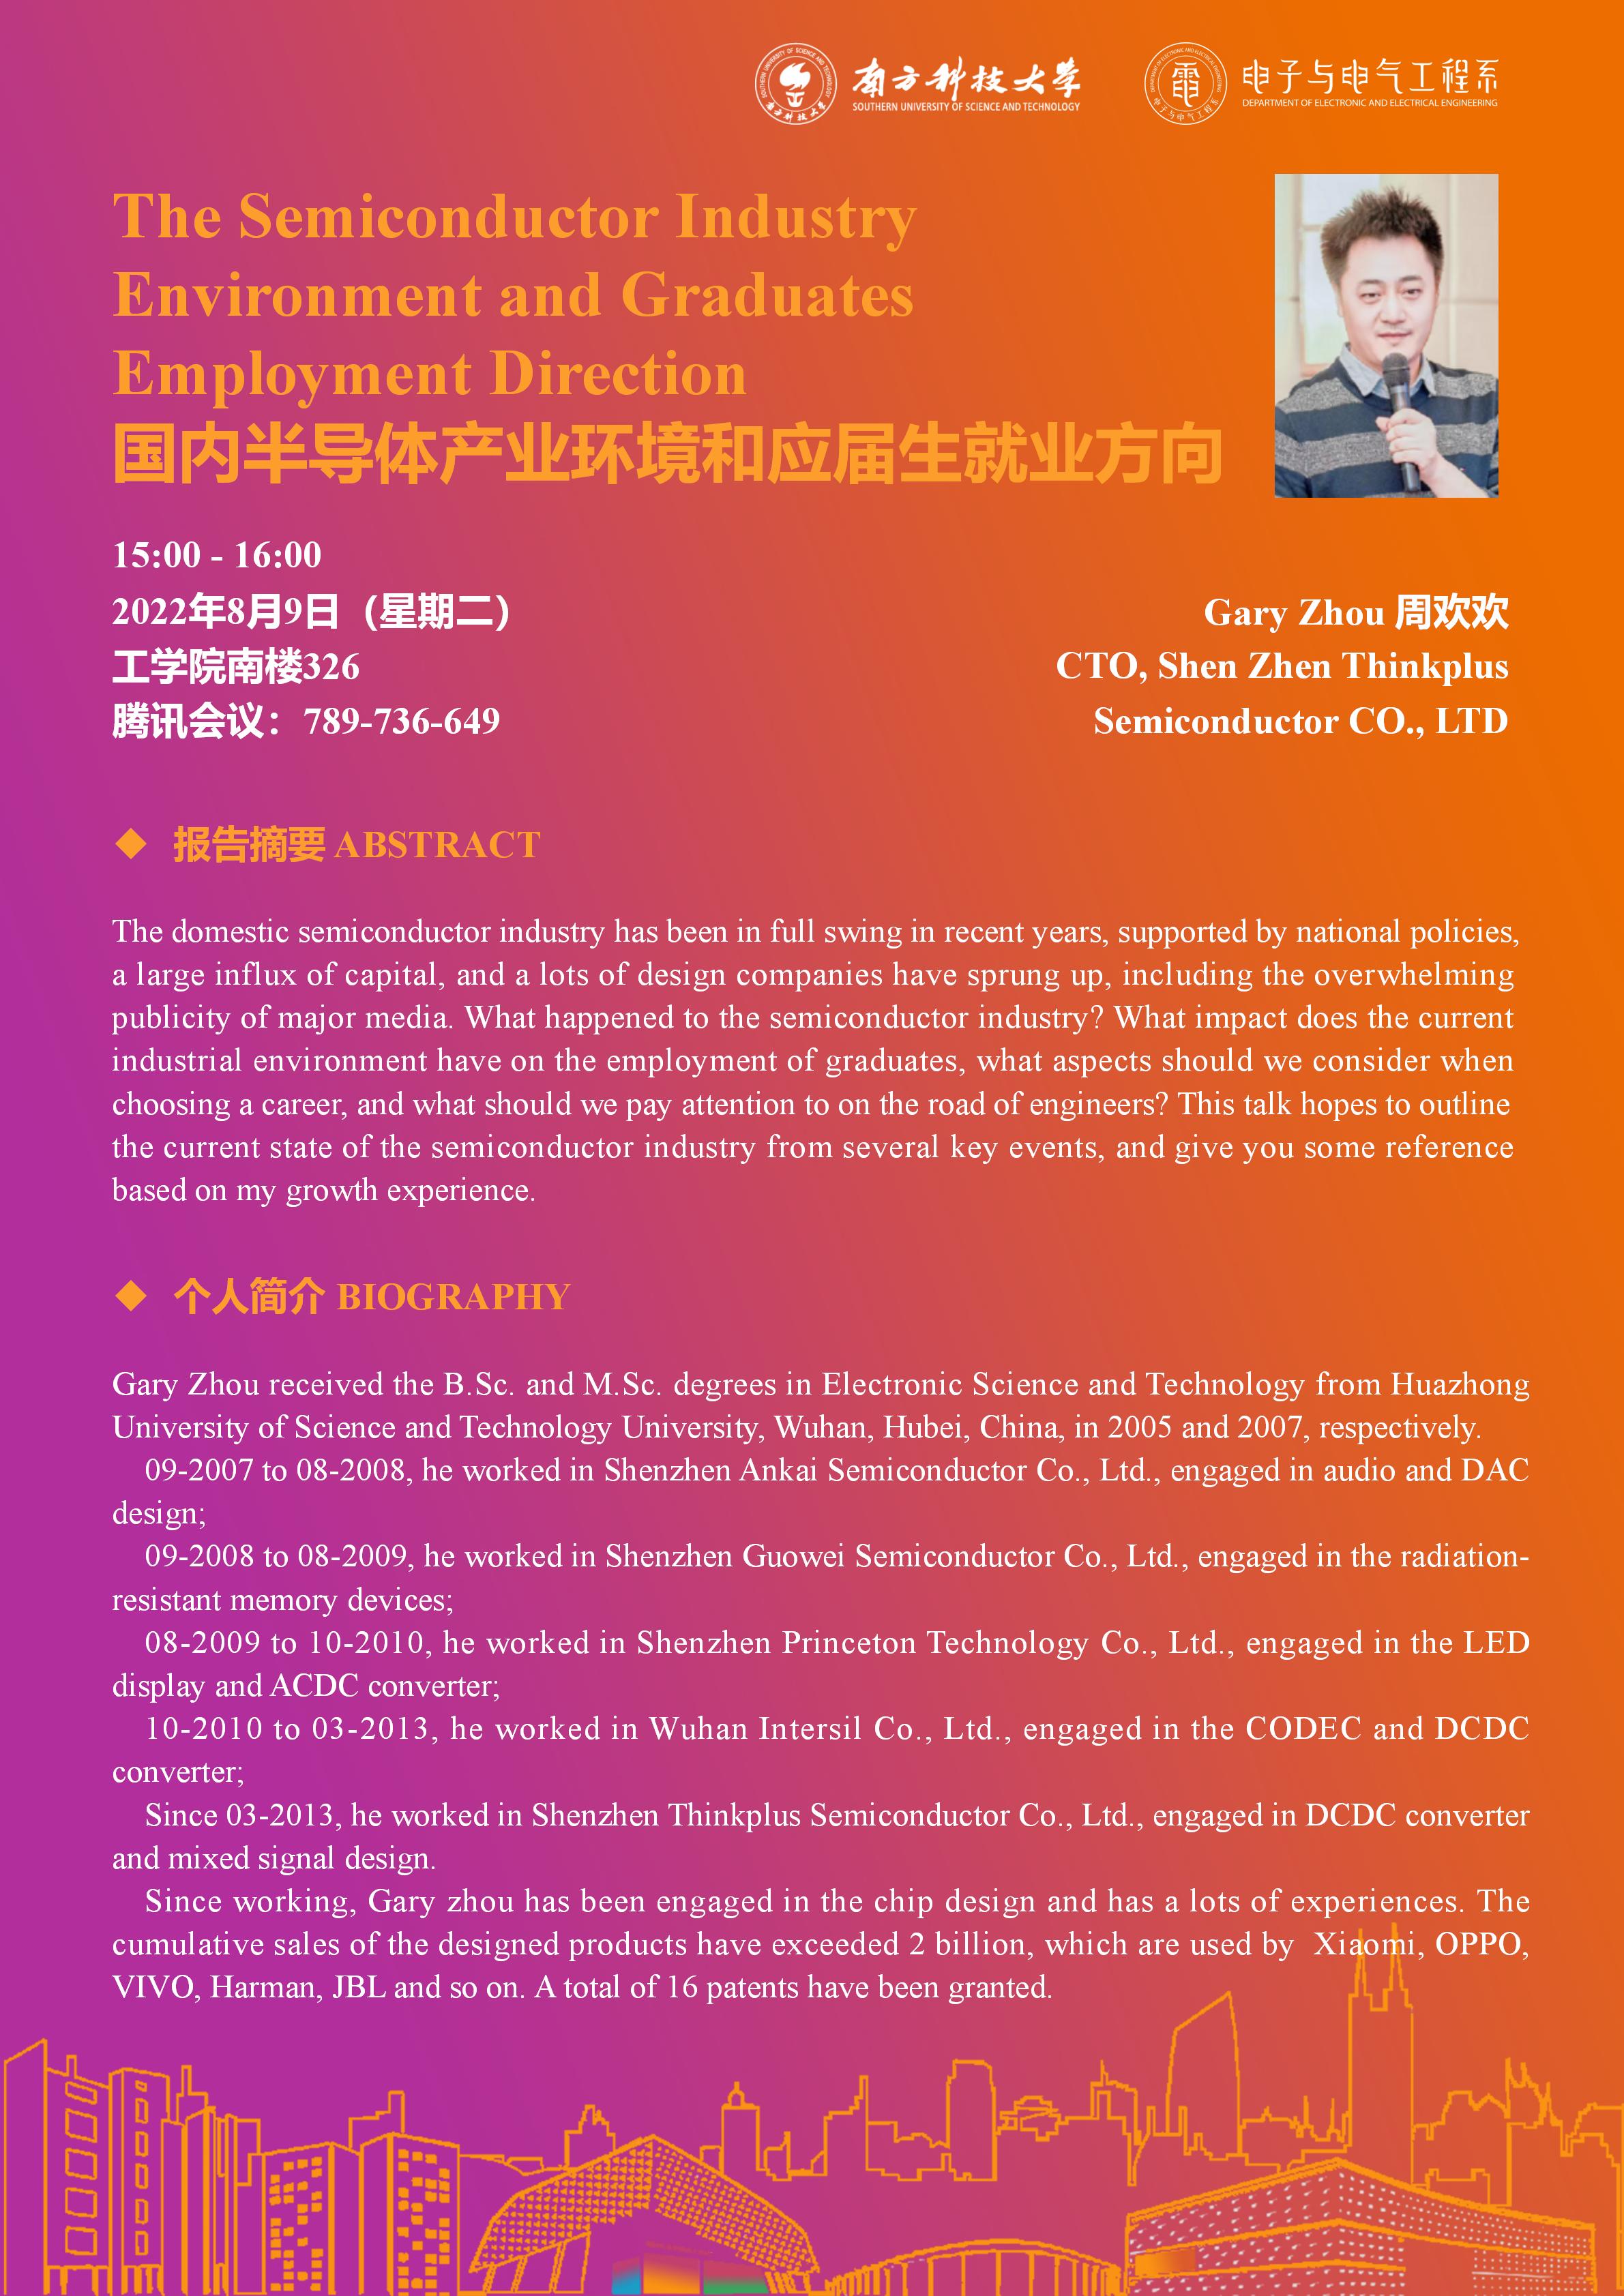 南方科技大学
SOUTHERN UNIVERSITY OF SCIENCE AND TECHNOLOGY
电子与电气工程系
DEPARTMENT OF ELECTRONIC AND ELECTRICAL ENGINEERING
The Semiconductor Industry
Environment and Graduates
Employment Direction
国内半导体产业环境和应届生就业方向
15:00 - 16:00
2022年8月9日（星期二）
工学院南楼326
腾讯会议：789-736-649
Gary Zhou 周欢欢
CTO, Shen Zhen Thinkplus
Semiconductor CO., LTD
◆ 报告摘要 ABSTRACT
The domestic semiconductor industry has been in full swing in recent years, supported by national policies,
a large influx of capital, and a lots of design companies have sprung up, including the overwhelming
publicity of major media. What happened to the semiconductor industry? What impact does the current
industrial environment have on the employment of graduates, what aspects should we consider when
choosing a career, and what should we pay attention to on the road of engineers? This talk hopes to outline
the current state of the semiconductor industry from several key events, and give you some reference
based on my growth experience.
◆ 个人简介 BIOGRAPHY
Gary Zhou received the B.Sc. and M.Sc. degrees in Electronic Science and Technology from Huazhong
University of Science and Technology University, Wuhan, Hubei, China, in 2005 and 2007, respectively.
09-2007 to 08-2008, he worked in Shenzhen Ankai Semiconductor Co., Ltd., engaged in audio and DAC
design;
09-2008 to 08-2009, he worked in Shenzhen Guowei Semiconductor Co., Ltd., engaged in the radiation-
resistant memory devices;
08-2009 to 10-2010, he worked in Shenzhen Princeton Technology Co., Ltd., engaged in the LED
display and ACDC converter;
10-2010 to 03-2013, he worked in Wuhan Intersil Co., Ltd., engaged in the CODEC and DCDC
converter;
Since 03-2013, he worked in Shenzhen Thinkplus Semiconductor Co., Ltd., engaged in DCDC converter
and mixed signal design.
Since working, Gary zhou has been engaged in the chip design and has a lots of experiences. The
cumulative sales of the designed products have exceeded 2 billion, which are used by Xiaomi, OPPO,
VIVO, Harman, JBL and so on. A total of 16 patents have been granted.